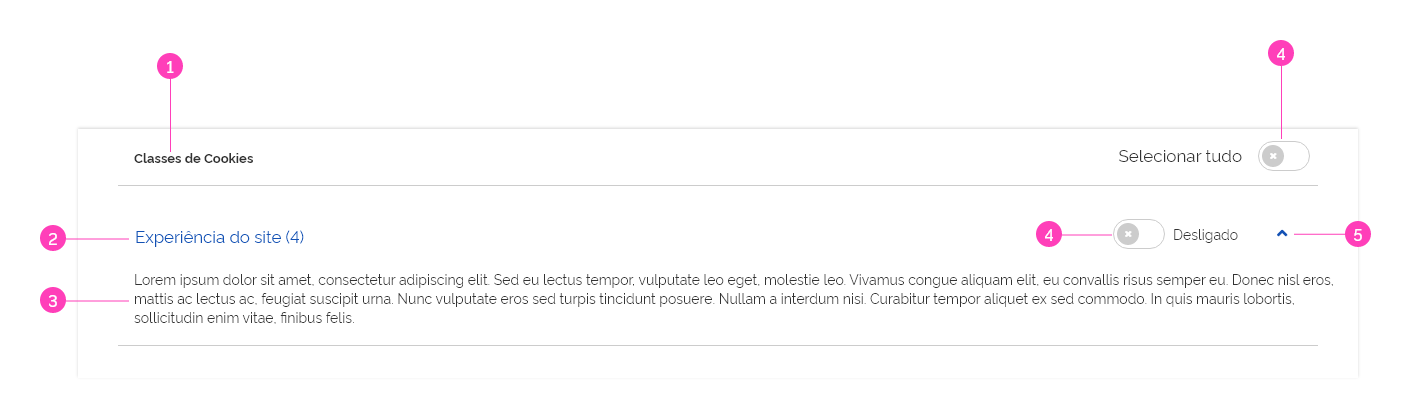 1
4
Classes de Cookies
Selecionar tudo
2
Experiência do site (4)
4
Desligado
5
Lorem ipsum dolor sit amet, consectetur adipiscing elit. Sed eu lectus tempor, vulputate leo eget, molestie leo. Vivamus congue aliquam elit, eu convallis risus semper eu. Donec nisl eros,
3
mattis ac lectus ac, feugiat suscipit urna. Nunc vulputate eros sed turpis tincidunt posuere. Nullam a interdum nisi. Curabitur tempor aliquet ex sed commodo. In quis mauris lobortis,
sollicitudin enim vitae, finibus felis.